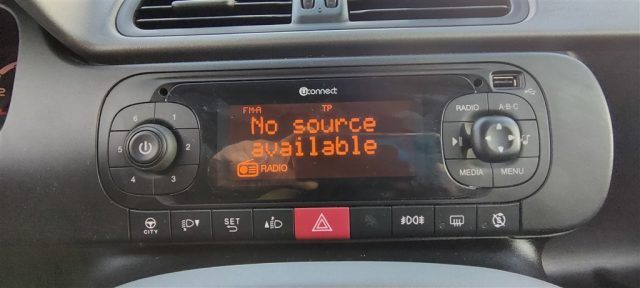 uconnect
FM-A TP
No source
available
RADIO
6 1
5 2
4 3
RADIO A-B-C
MEDIA MENU
CITY
SET